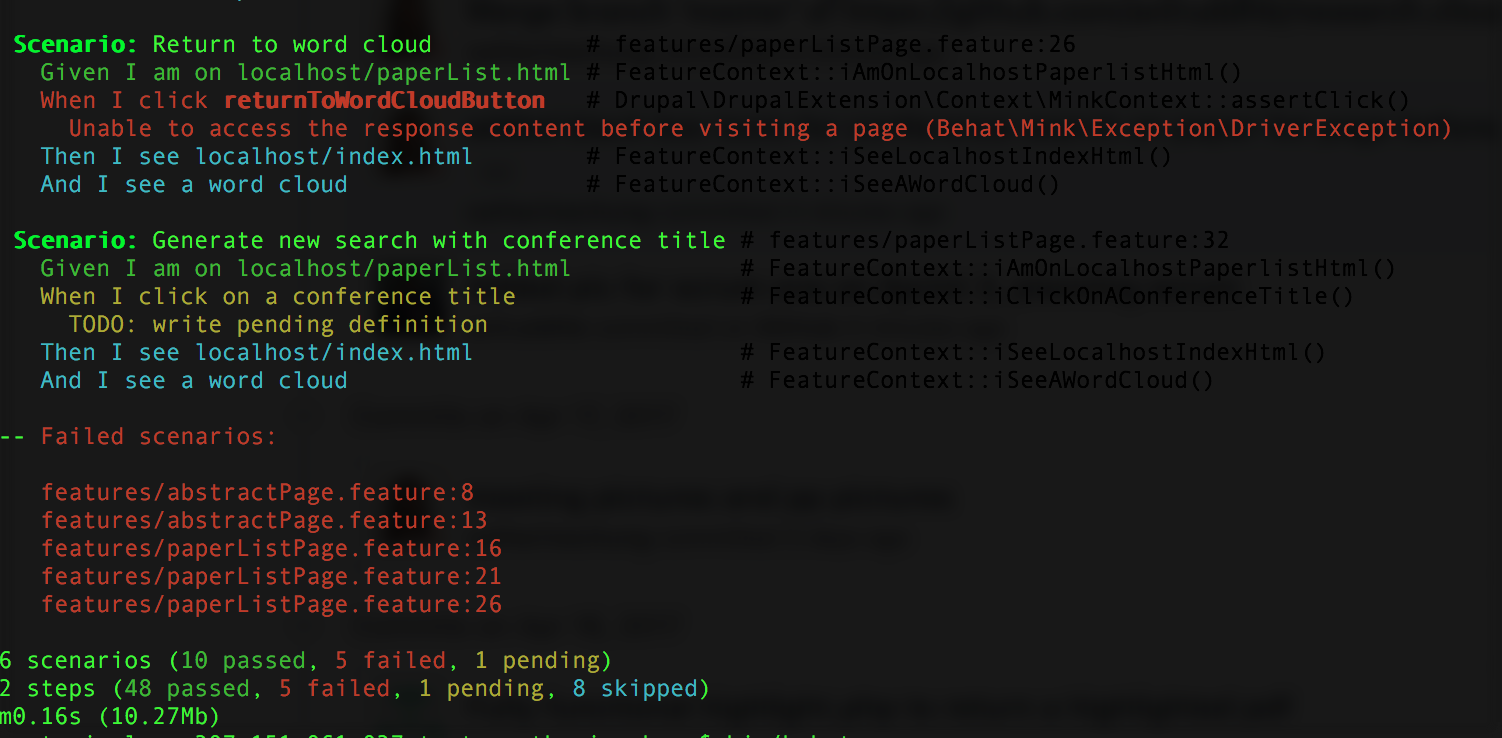 Scenario: Return to word cloud # features/paperListPage.feature:26
Given I am on localhost/paperList.html # FeatureContext::iAmOnLocalhostPaperlistHtml()
When I click returnToWordCloudButton # Drupal\DrupalExtension\Context\MinkContext::assertClick()
Unable to access the response content before visiting a page (Behat\Mink\Exception\DriverException)
Then I see localhost/index.html # FeatureContext::iSeeLocalhostIndexHtml()
And I see a word cloud # FeatureContext::iSeeAWordCloud()
Scenario: Generate new search with conference title # features/paperListPage.feature:32
Given I am on localhost/paperList.html # FeatureContext::iAmOnLocalhostPaperlistHtml()
When I click on a conference title # FeatureContext::iClickOnAConferenceTitle()
TODO: write pending definition
Then I see localhost/index.html # FeatureContext::iSeeLocalhostIndexHtml()
And I see a word cloud # FeatureContext::iSeeAWordCloud()
-- Failed scenarios:
features/abstractPage.feature:8
features/abstractPage.feature:13
features/paperListPage.feature:16
features/paperListPage.feature:21
features/paperListPage.feature:26
6 scenarios (10 passed, 5 failed, 1 pending)
2 steps (48 passed, 5 failed, 1 pending, 8 skipped)
m0.16s (10.27Mb)